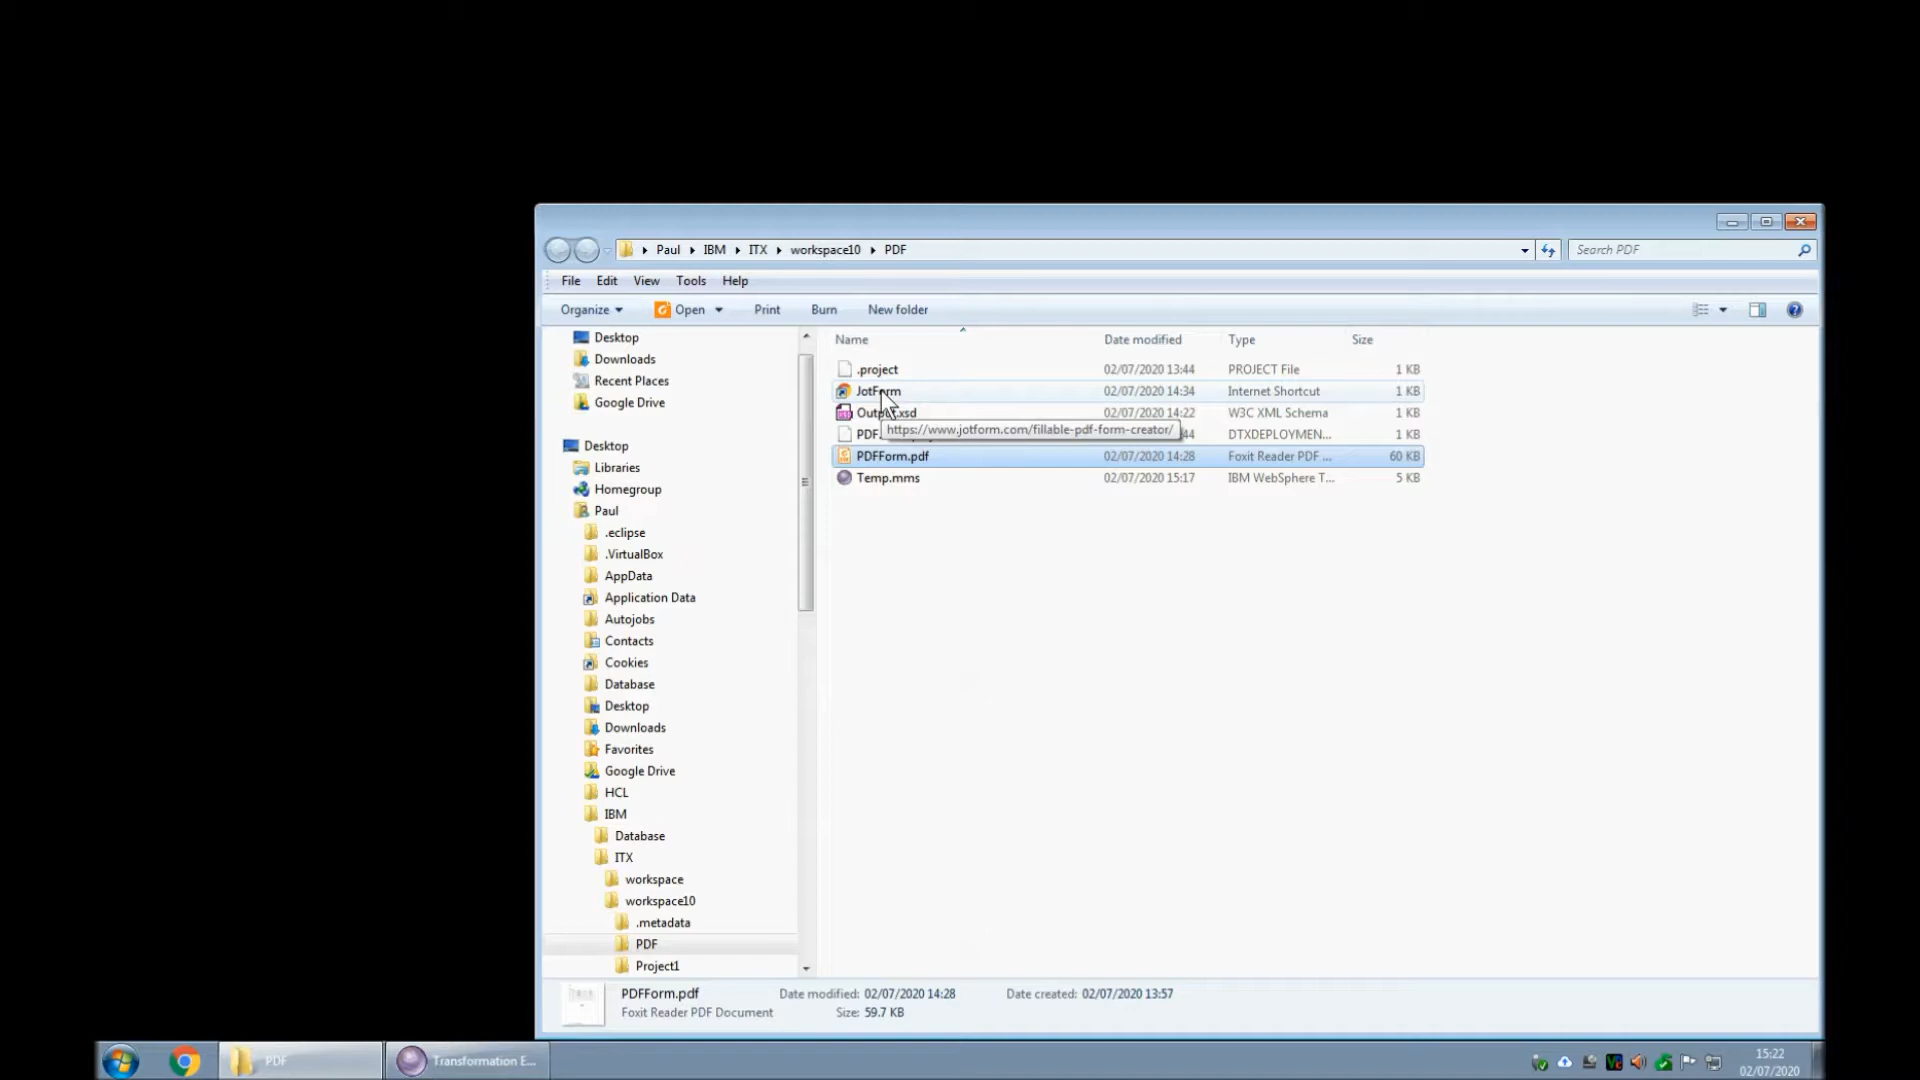 Paul IBM ITX workspace10 PDF Search PDF
File Edit View Tools Help
Organize Open Print Burn New folder
Name Date modified Type Size
Desktop
Downloads
Recent Places
Google Drive
Desktop
Libraries
Homegroup
Paul
.eclipse
.VirtualBox
AppData
Application Data
Autojobs
Contacts
Cookies
Database
Desktop
Downloads
Favorites
Google Drive
HCL
IBM
Database
ITX
workspace
workspace10
.metadata
PDF
Project1
.project 02/07/2020 13:44 PROJECT File 1 KB
JotForm 02/07/2020 14:34 Internet Shortcut 1 KB
Output.xsd 02/07/2020 14:22 W3C XML Schema 1 KB
https://www.jotform.com/fillable-pdf-form-creator/
PDF. 44 DTXDEPLOYMEN... 1 KB
PDFForm.pdf 02/07/2020 14:28 Foxit Reader PDF ... 60 KB
Temp.mms 02/07/2020 15:17 IBM WebSphere T... 5 KB
PDFForm.pdf Date modified: 02/07/2020 14:28 Date created: 02/07/2020 13:57
Foxit Reader PDF Document Size: 59.7 KB
PDF Transformation E...
15:22
02/07/2020